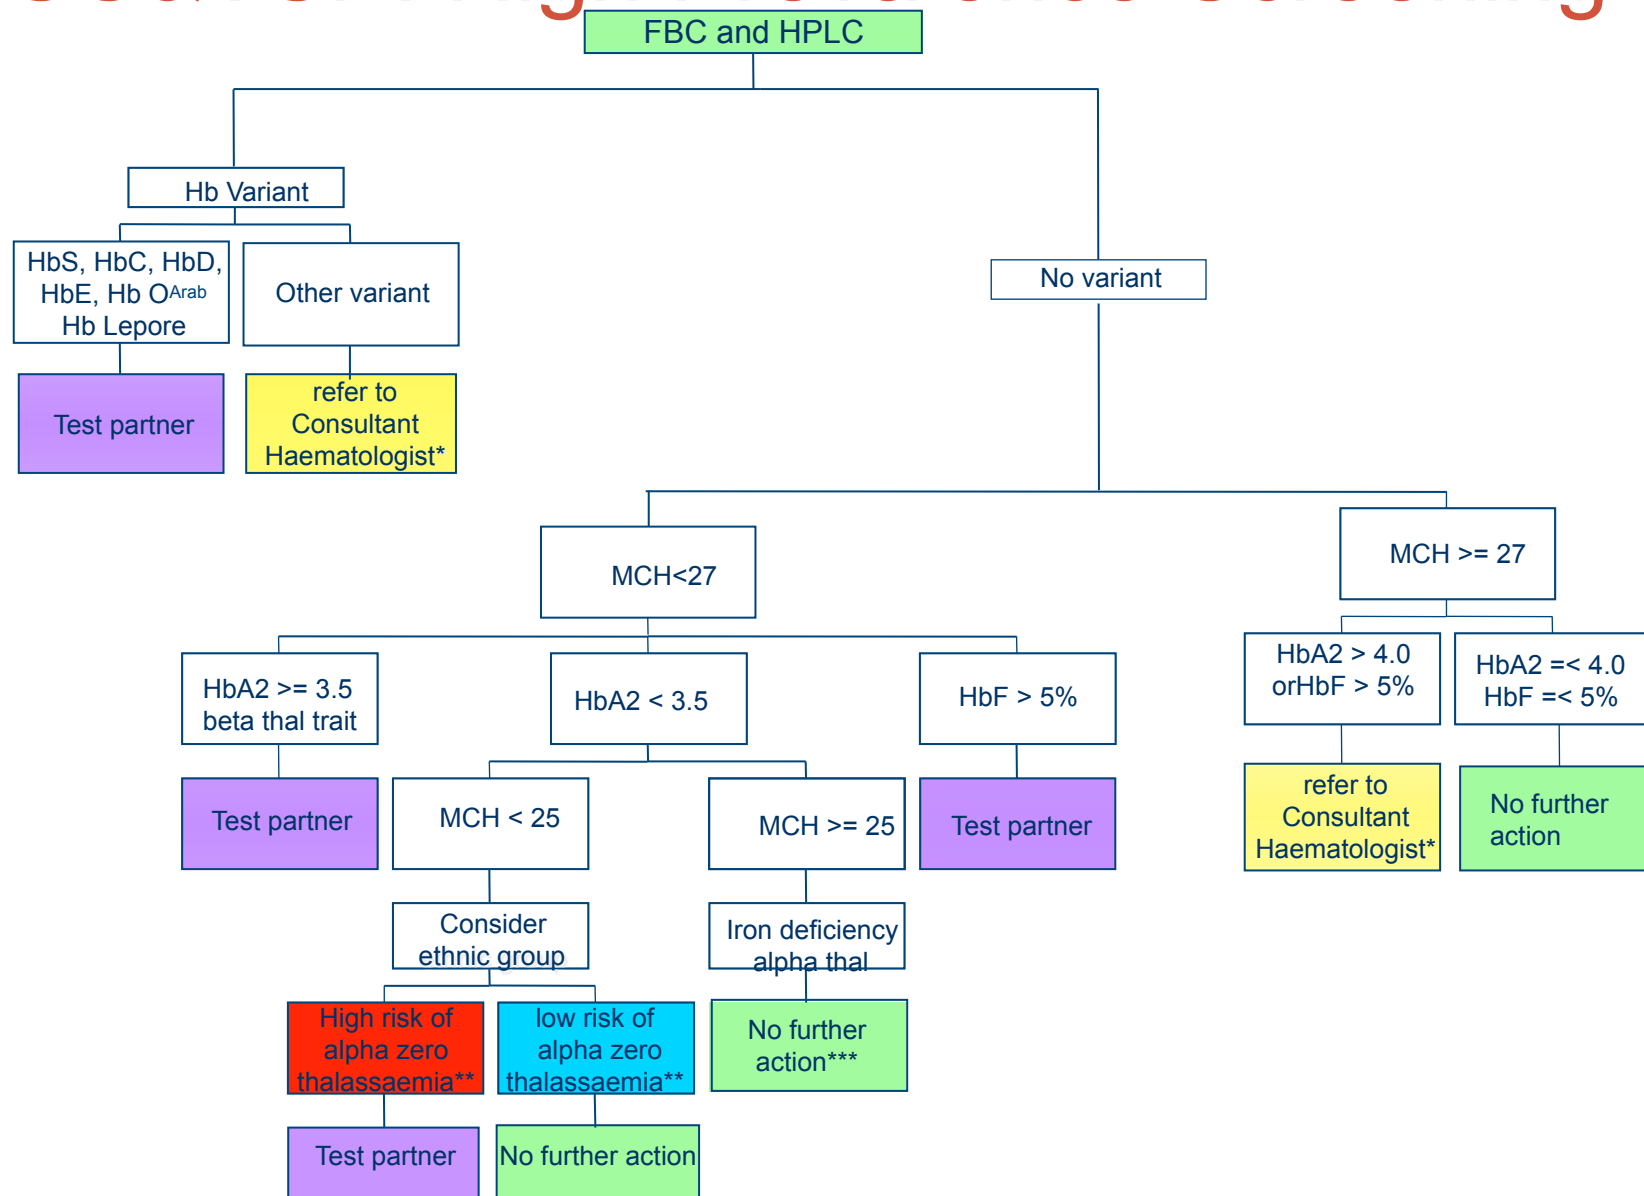 High Prevalence Screening
FBC and HPLC
Hb Variant
HbS, HbC, HbD,
HbE, Hb OArab
Hb Lepore
Other variant
No variant
Test partner
refer to
Consultant
Haematologist*
MCH<27
MCH >= 27
HbA2 >= 3.5
beta thal trait
HbA2 < 3.5
HbF > 5%
HbA2 > 4.0
orHbF > 5%
HbA2 =< 4.0
HbF =< 5%
Test partner
MCH < 25
MCH >= 25
Test partner
refer to
Consultant
Haematologist*
No further
action
Consider
ethnic group
Iron deficiency
alpha thal
High risk of
alpha zero
thalassaemia**
low risk of
alpha zero
thalassaemia**
No further
action***
Test partner
No further action